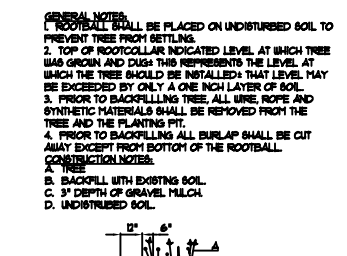 GENERAL NOTES:
1. ROOTBALL SHALL BE PLACED ON UNDISTURBED SOIL TO
PREVENT TREE FROM SETTLING.
2. TOP OF ROOTCOLLAR INDICATED LEVEL AT WHICH TREE
WAS GROWN AND DUG: THIS REPRESENTS THE LEVEL AT
WHICH THE TREE SHOULD BE INSTALLED: THAT LEVEL MAY
BE EXCEEDED BY ONLY A ONE INCH LAYER OF SOIL.
3. PRIOR TO BACKFILLLING TREE, ALL WIRE, ROPE AND
SYNTHETIC MATERIALS SHALL BE REMOVED FROM THE
TREE AND THE PLANTING PIT.
4. PRIOR TO BACKFILLING ALL BURLAP SHALL BE CUT
AWAY EXCEPT FROM BOTTOM OF THE ROOTBALL.
CONSTRUCTION NOTES:
A. TREE
B. BACKFILL WITH EXISTING SOIL.
C. 3" DEPTH OF GRAVEL MULCH.
D. UNDISTRUBED SOIL.
12" 6"
A